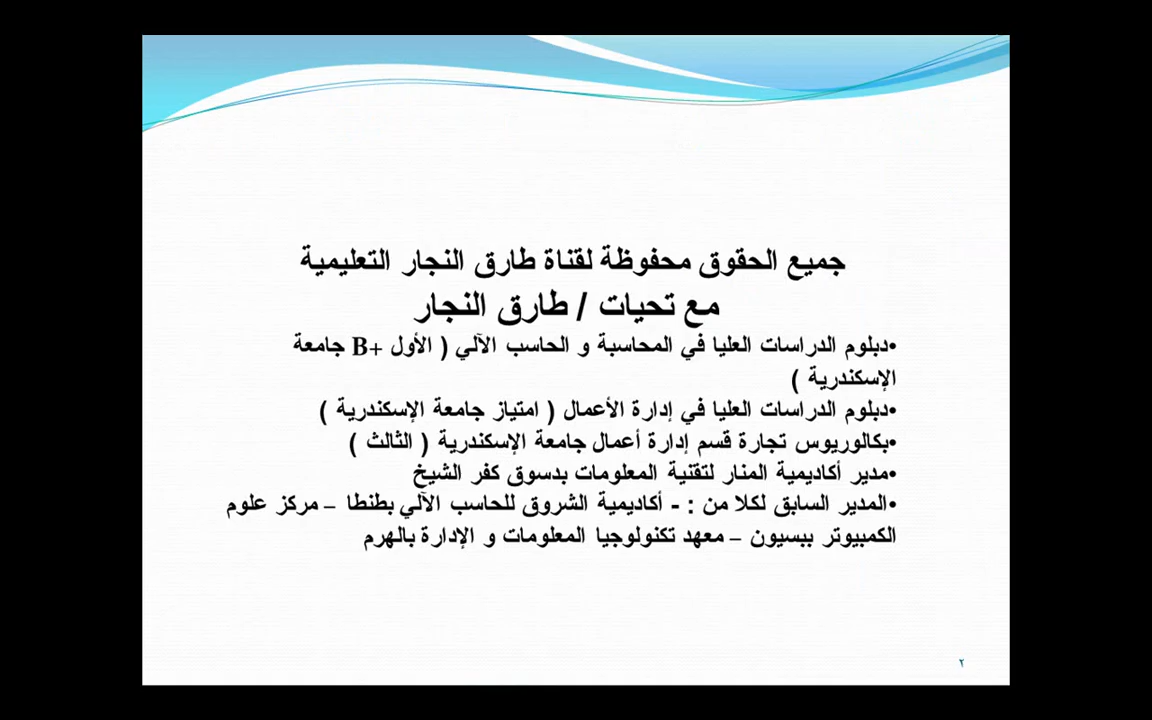 جميع الحقوق محفوظة لقناة طارق النجار التعليمية
مع تحيات / طارق النجار
•دبلوم الدراسات العليا في المحاسبة و الحاسب الآلي ( الأول +B جامعة
الإسكندرية )
•دبلوم الدراسات العليا في إدارة الأعمال ( امتياز جامعة الإسكندرية )
•بكالوريوس تجارة قسم إدارة أعمال جامعة الإسكندرية ( الثالث )
•مدير أكاديمية المنار لتقنية المعلومات بدسوق كفر الشيخ
•المدير السابق لكلا من : - أكاديمية الشروق للحاسب الآلي بطنطا – مركز علوم
الكمبيوتر ببسيون – معهد تكنولوجيا المعلومات و الإدارة بالهرم
٢